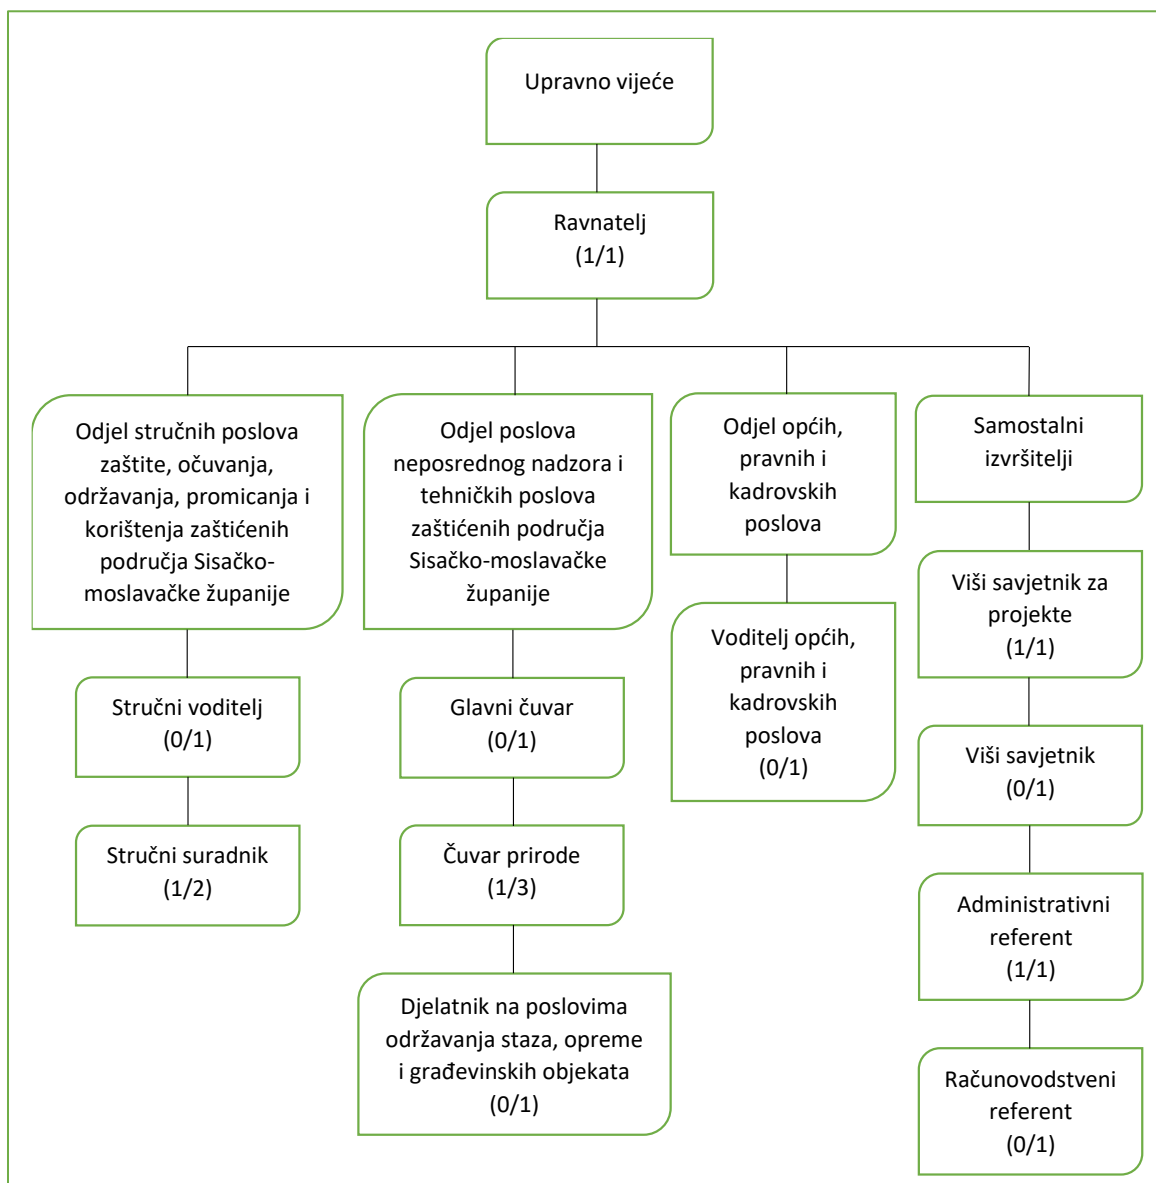 Upravno vijeće
Ravnatelj
(1/1)
Odjel stručnih poslova
zaštite, očuvanja,
održavanja, promicanja i
korištenja zaštićenih
područja Sisačko-
moslavačke županije
Stručni voditelj
(0/1)
Stručni suradnik
(1/2)
Odjel poslova
neposrednog nadzora i
tehničkih poslova
zaštićenih područja
Sisačko-moslavačke
županije
Glavni čuvar
(0/1)
Čuvar prirode
(1/3)
Djelatnik na poslovima
održavanja staza, opreme
i građevinskih objekata
(0/1)
Odjel općih,
pravnih i
kadrovskih
poslova
Voditelj općih,
pravnih i
kadrovskih
poslova
(0/1)
Samostalni
izvršitelji
Viši savjetnik za
projekte
(1/1)
Viši savjetnik
(0/1)
Administrativni
referent
(1/1)
Računovodstveni
referent
(0/1)